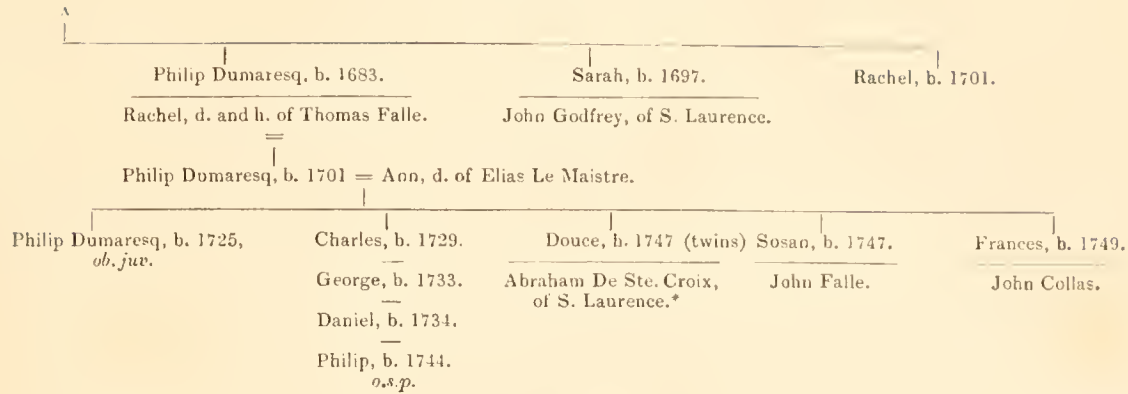 A
Philip Dumaresq, b. 1683. Sarah, b. 1697. Rachel, b. 1701.
Rachel, d. and h. of Thomas Falle. John Godfrey, of S. Laurence.
=
Philip Dumaresq, b. 1701 = Ann, d. of Elias Le Maistre.
Philip Dumaresq, b. 1725, Charles, b. 1729. Douce, b. 1747 (twins) Susan, b. 1747. Frances, b. 1749.
ob. juv.
George, b. 1733. Abraham De Ste. Croix, John Falle. John Collas.
of S. Laurence.*
Daniel, b. 1734.
Philip, b. 1744.
o.s.p.